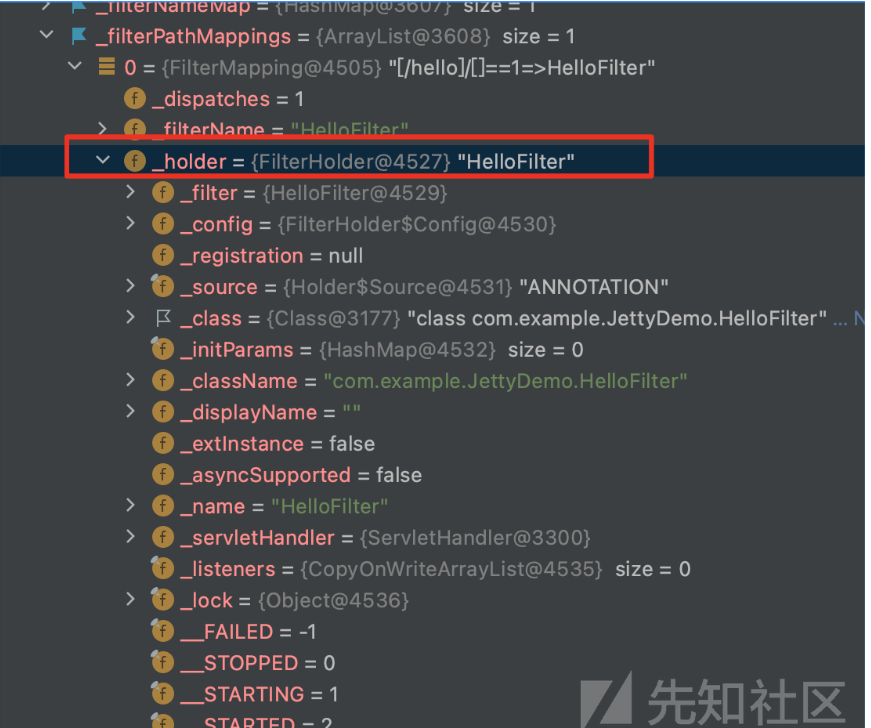 _filterNameMap = {HashMap@3607} size = 1
_filterPathMappings = {ArrayList@3608} size = 1
0 = {FilterMapping@4505} "[/hello]/[]==1=>HelloFilter"
_dispatches = 1
_filterName = "HelloFilter"
_holder = {FilterHolder@4527} "HelloFilter"
_filter = {HelloFilter@4529}
_config = {FilterHolder$Config@4530}
_registration = null
_source = {Holder$Source@4531} "ANNOTATION"
_class = {Class@3177} "class com.example.JettyDemo.HelloFilter" ... N
_initParams = {HashMap@4532} size = 0
_className = "com.example.JettyDemo.HelloFilter"
_displayName = ""
_extInstance = false
_asyncSupported = false
_name = "HelloFilter"
_servletHandler = {ServletHandler@3300}
_listeners = {CopyOnWriteArrayList@4535} size = 0
_lock = {Object@4536}
__FAILED = -1
__STOPPED = 0
__STARTING = 1
__STARTED = 2
先知社区